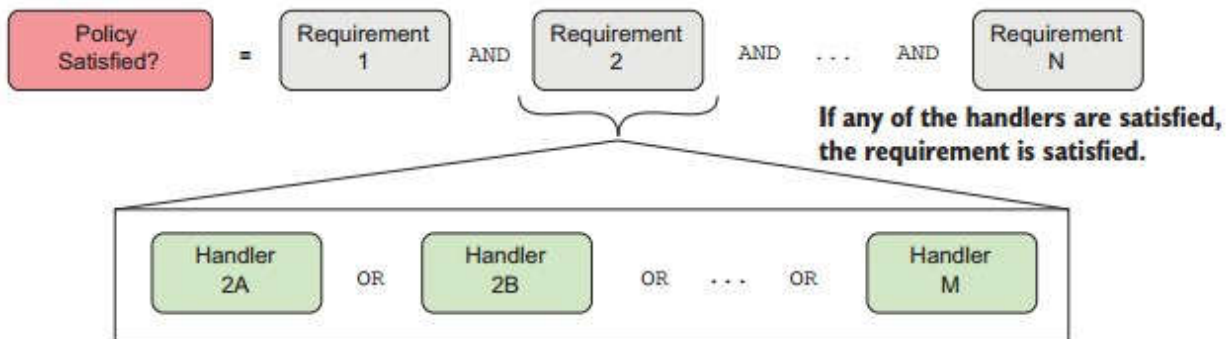 Policy
Satisfied?
=
Requirement
1
AND
Requirement
2
AND ... AND
Requirement
N
If any of the handlers are satisfied,
the requirement is satisfied.
Handler
2A
OR
Handler
2B
OR ... OR
Handler
M